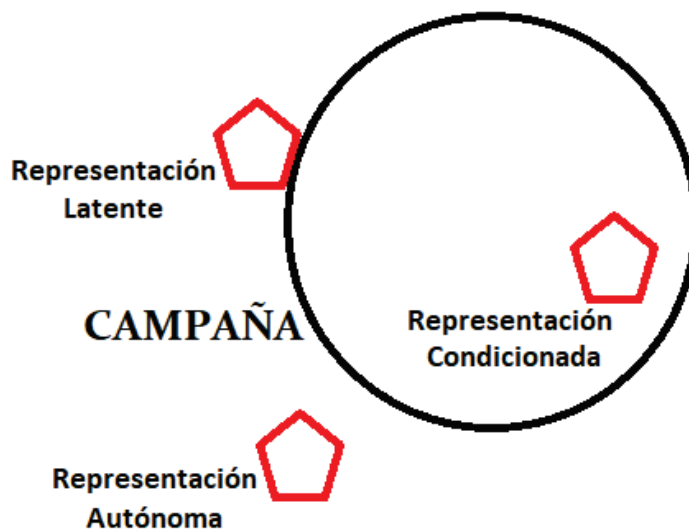 Representación
Latente
CAMPAÑA
Representación
Condicionada
Representación
Autónoma